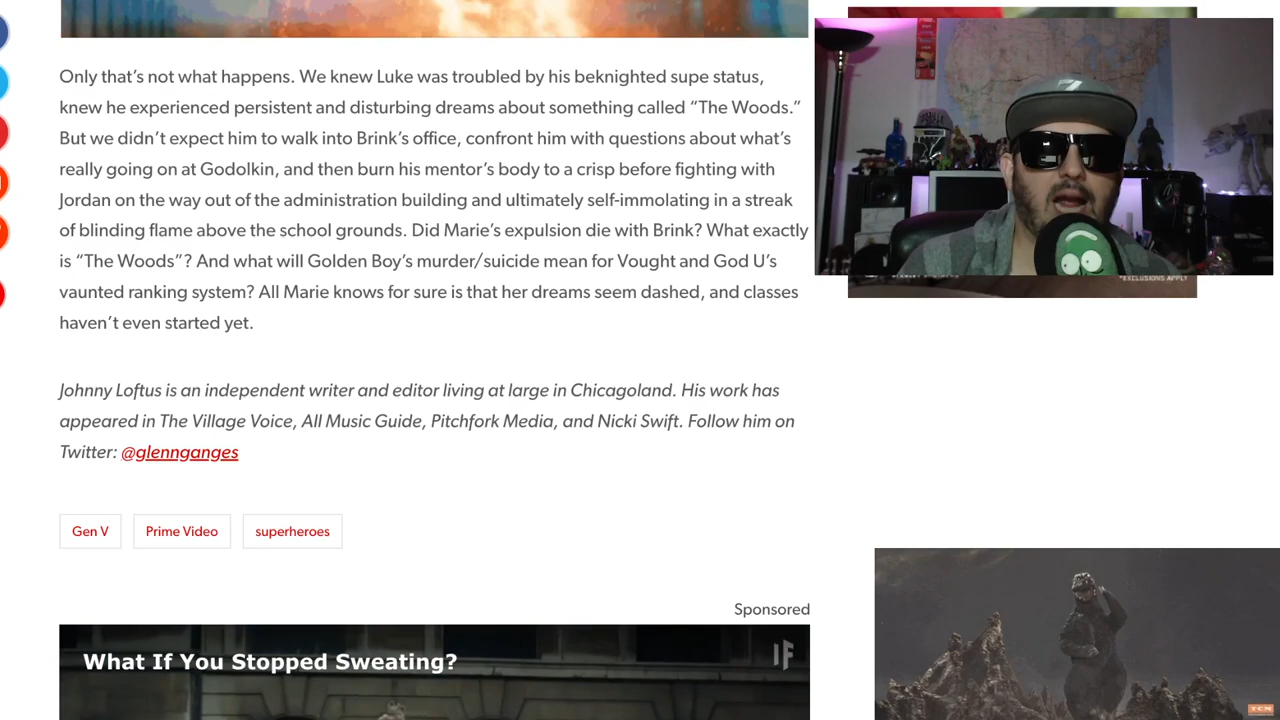 Only that’s not what happens. We knew Luke was troubled by his beknighted supe status,
knew he experienced persistent and disturbing dreams about something called “The Woods.”
But we didn’t expect him to walk into Brink’s office, confront him with questions about what’s
really going on at Godolkin, and then burn his mentor’s body to a crisp before fighting with
Jordan on the way out of the administration building and ultimately self-immolating in a streak
of blinding flame above the school grounds. Did Marie’s expulsion die with Brink? What exactly
is “The Woods”? And what will Golden Boy’s murder/suicide mean for Vought and God U’s
vaunted ranking system? All Marie knows for sure is that her dreams seem dashed, and classes
haven’t even started yet.
Johnny Loftus is an independent writer and editor living at large in Chicagoland. His work has
appeared in The Village Voice, All Music Guide, Pitchfork Media, and Nicki Swift. Follow him on
Twitter: @glennganges
Gen V
Prime Video
superheroes
Sponsored
What If You Stopped Sweating?
IF
*EXCLUSIONS APPLY
TCM